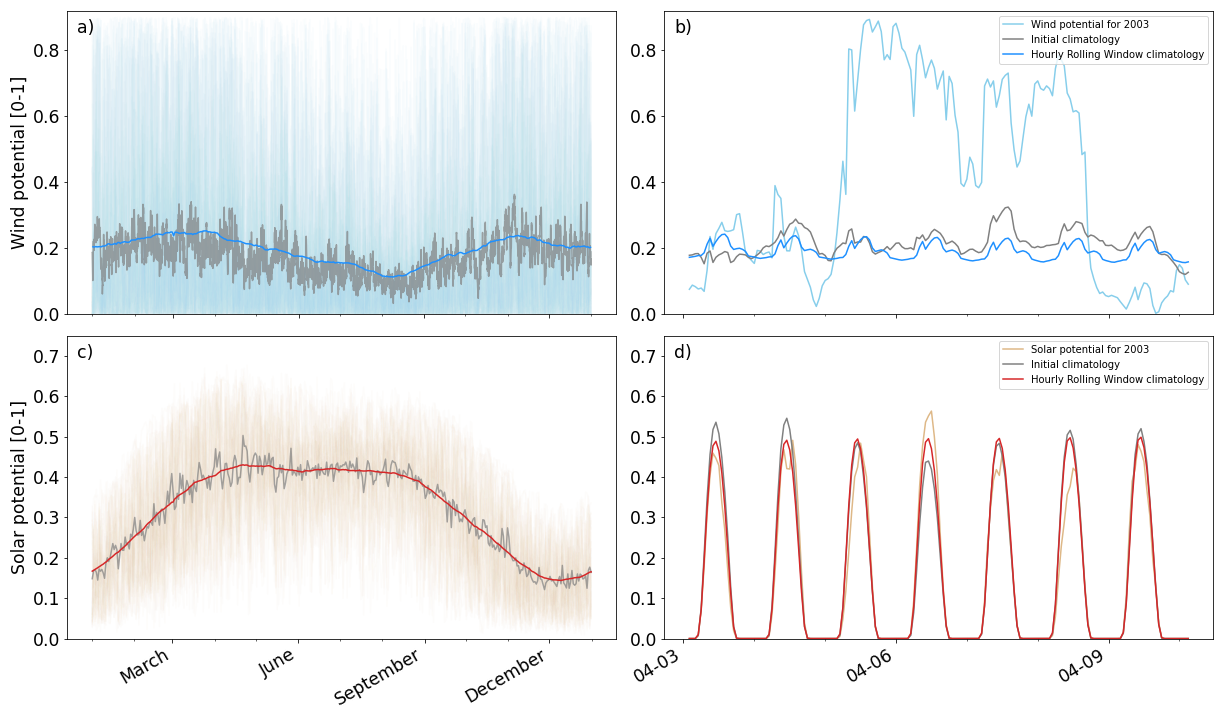 a)
Wind potential [0-1]
0.8
0.6
0.4
0.2
0.0
b)
Wind potential for 2003
Initial climatology
Hourly Rolling Window climatology
0.8
0.6
0.4
0.2
0.0
c)
Solar potential [0-1]
0.7
0.6
0.5
0.4
0.3
0.2
0.1
0.0
March
June
September
December
d)
Solar potential for 2003
Initial climatology
Hourly Rolling Window climatology
0.7
0.6
0.5
0.4
0.3
0.2
0.1
0.0
04-03
04-06
04-09